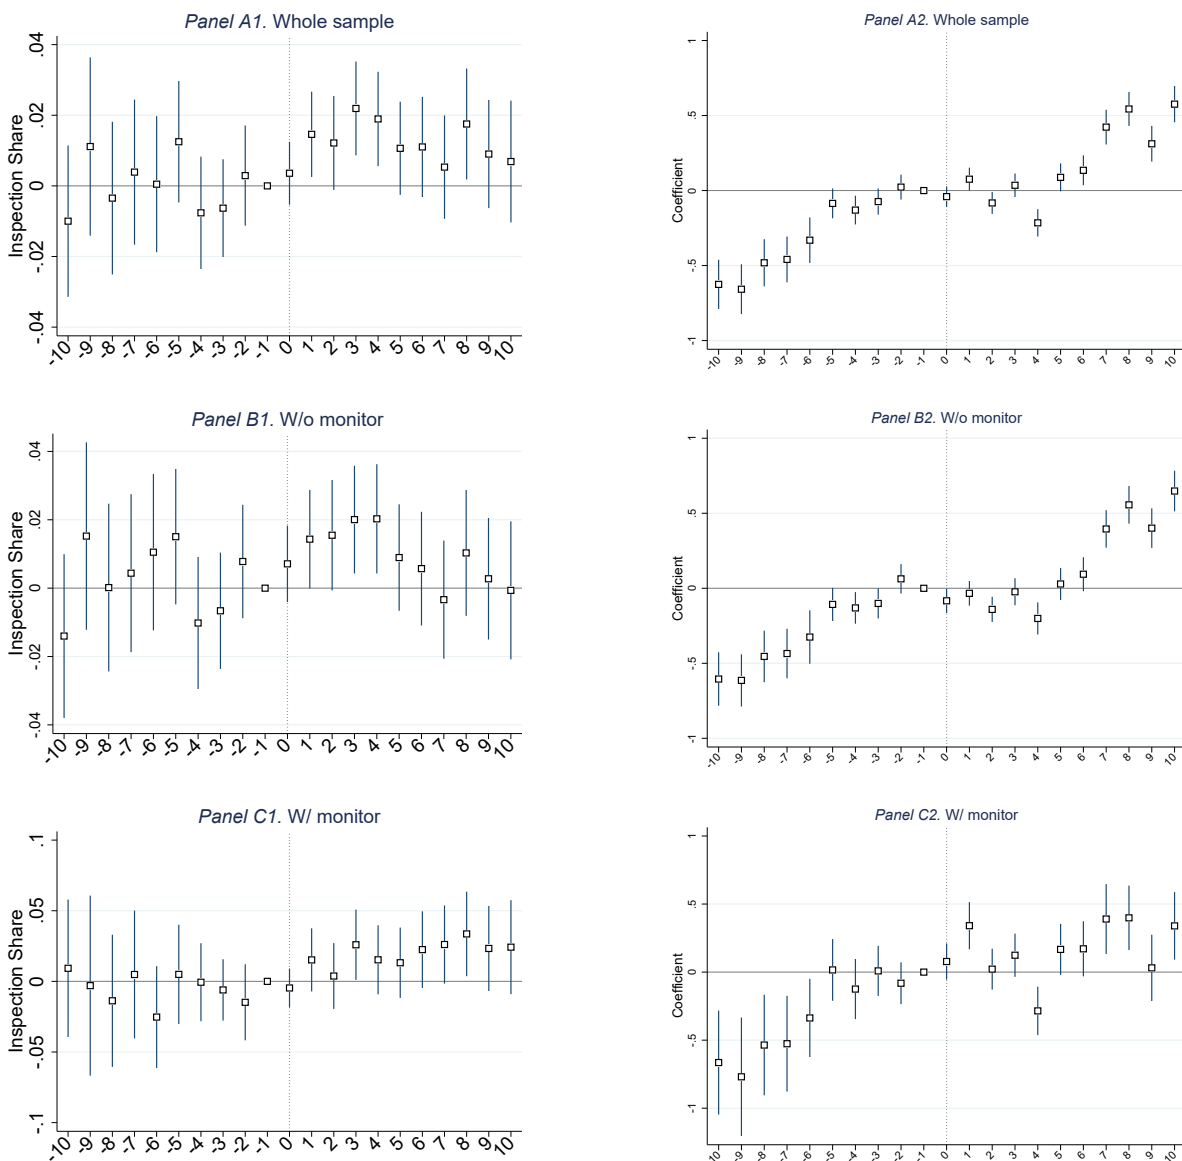 Panel A1. Whole sample
Inspection Share
.04
.02
0
-.02
-.04
-10 -9 -8 -7 -6 -5 -4 -3 -2 -1 0 1 2 3 4 5 6 7 8 9 10
Panel A2. Whole sample
Coefficient
1
.5
0
-.5
-1
-10 -9 -8 -7 -6 -5 -4 -3 -2 -1 0 1 2 3 4 5 6 7 8 9 10
Panel B1. W/o monitor
Inspection Share
.04
.02
0
-.02
-.04
-10 -9 -8 -7 -6 -5 -4 -3 -2 -1 0 1 2 3 4 5 6 7 8 9 10
Panel B2. W/o monitor
Coefficient
1
.5
0
-.5
-1
-10 -9 -8 -7 -6 -5 -4 -3 -2 -1 0 1 2 3 4 5 6 7 8 9 10
Panel C1. W/ monitor
Inspection Share
.1
.05
0
-.05
-.1
-10 -9 -8 -7 -6 -5 -4 -3 -2 -1 0 1 2 3 4 5 6 7 8 9 10
Panel C2. W/ monitor
Coefficient
1
.5
0
-.5
-1
-10 -9 -8 -7 -6 -5 -4 -3 -2 -1 0 1 2 3 4 5 6 7 8 9 10